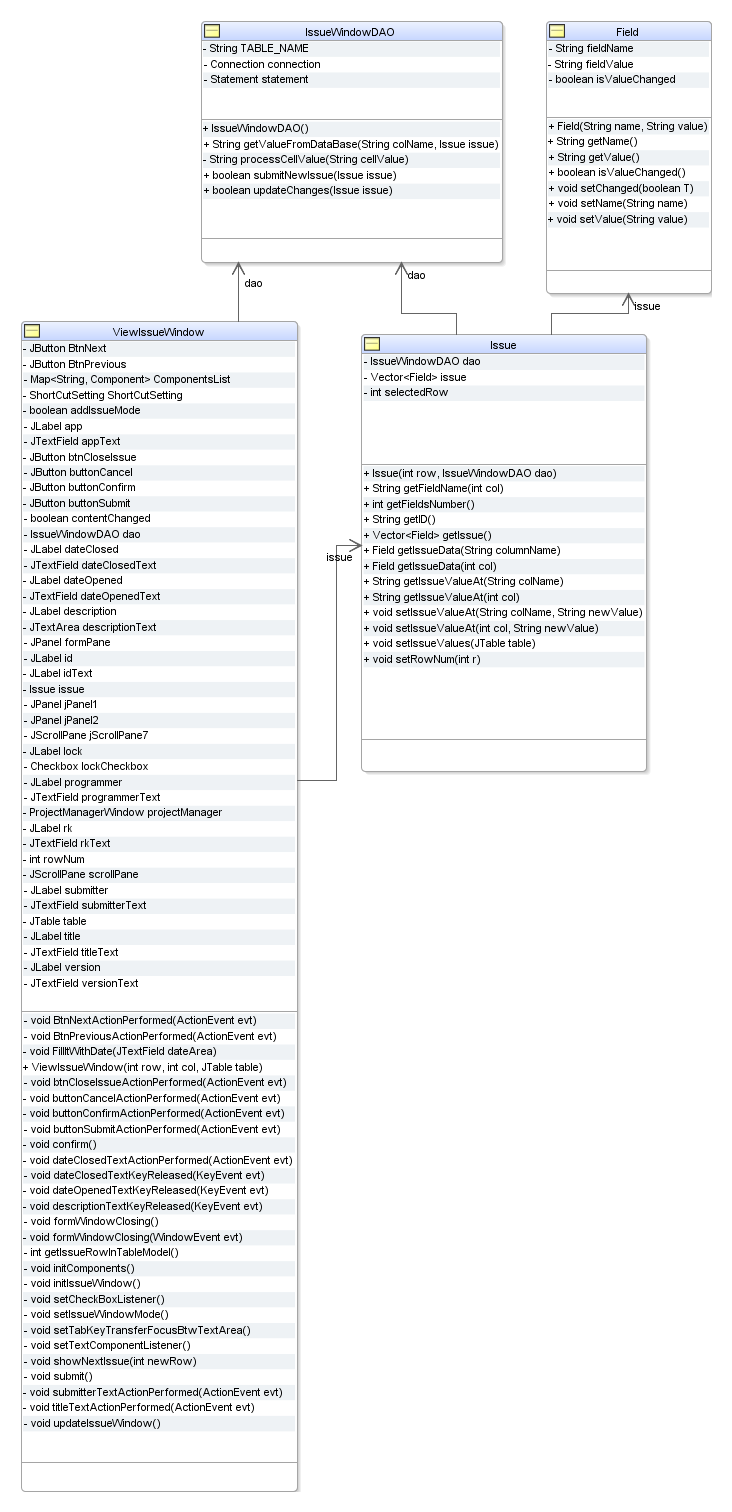 IssueWindowDAO
- String TABLE_NAME
- Connection connection
- Statement statement
+ IssueWindowDAO()
+ String getValueFromDataBase(String colName, Issue issue)
- String processCellValue(String cellValue)
+ boolean submitNewIssue(Issue issue)
+ boolean updateChanges(Issue issue)
Field
- String fieldName
- String fieldValue
- boolean isValueChanged
+ Field(String name, String value)
+ String getName()
+ String getValue()
+ boolean isValueChanged()
+ void setChanged(boolean T)
+ void setName(String name)
+ void setValue(String value)
dao
dao
issue
ViewIssueWindow
- JButton BtnNext
- JButton BtnPrevious
- Map<String, Component> ComponentsList
- ShortCutSetting ShortCutSetting
- boolean addIssueMode
- JLabel app
- JTextField appText
- JButton btnCloseIssue
- JButton buttonCancel
- JButton buttonConfirm
- JButton buttonSubmit
- boolean contentChanged
- IssueWindowDAO dao
- JLabel dateClosed
- JTextField dateClosedText
- JLabel dateOpened
- JTextField dateOpenedText
- JLabel description
- JTextArea descriptionText
- JPanel formPane
- JLabel id
- JLabel idText
- Issue issue
- JPanel jPanel1
- JPanel jPanel2
- JScrollPane jScrollPane7
- JLabel lock
- Checkbox lockCheckbox
- JLabel programmer
- JTextField programmerText
- ProjectManagerWindow projectManager
- JLabel rk
- JTextField rkText
- int rowNum
- JScrollPane scrollPane
- JLabel submitter
- JTextField submitterText
- JTable table
- JLabel title
- JTextField titleText
- JLabel version
- JTextField versionText
- void BtnNextActionPerformed(ActionEvent evt)
- void BtnPreviousActionPerformed(ActionEvent evt)
- void FillItWithDate(JTextField dateArea)
+ ViewIssueWindow(int row, int col, JTable table)
- void btnCloseIssueActionPerformed(ActionEvent evt)
- void buttonCancelActionPerformed(ActionEvent evt)
- void buttonConfirmActionPerformed(ActionEvent evt)
- void buttonSubmitActionPerformed(ActionEvent evt)
- void confirm()
- void dateClosedTextActionPerformed(ActionEvent evt)
- void dateClosedTextKeyReleased(KeyEvent evt)
- void dateOpenedTextKeyReleased(KeyEvent evt)
- void descriptionTextKeyReleased(KeyEvent evt)
- void formWindowClosing()
- void formWindowClosing(WindowEvent evt)
- int getIssueRowInTableModel()
- void initComponents()
- void initIssueWindow()
- void setCheckBoxListener()
- void setIssueWindowMode()
- void setTabKeyTransferFocusBtwTextArea()
- void setTextComponentListener()
- void showNextIssue(int newRow)
- void submit()
- void submitterTextActionPerformed(ActionEvent evt)
- void titleTextActionPerformed(ActionEvent evt)
- void updateIssueWindow()
issue
Issue
- IssueWindowDAO dao
- Vector<Field> issue
- int selectedRow
+ Issue(int row, IssueWindowDAO dao)
+ String getFieldName(int col)
+ int getFieldsNumber()
+ String getID()
+ Vector<Field> getIssue()
+ Field getIssueData(String columnName)
+ Field getIssueData(int col)
+ String getIssueValueAt(String colName)
+ String getIssueValueAt(int col)
+ void setIssueValueAt(String colName, String newValue)
+ void setIssueValueAt(int col, String newValue)
+ void setIssueValues(JTable table)
+ void setRowNum(int r)